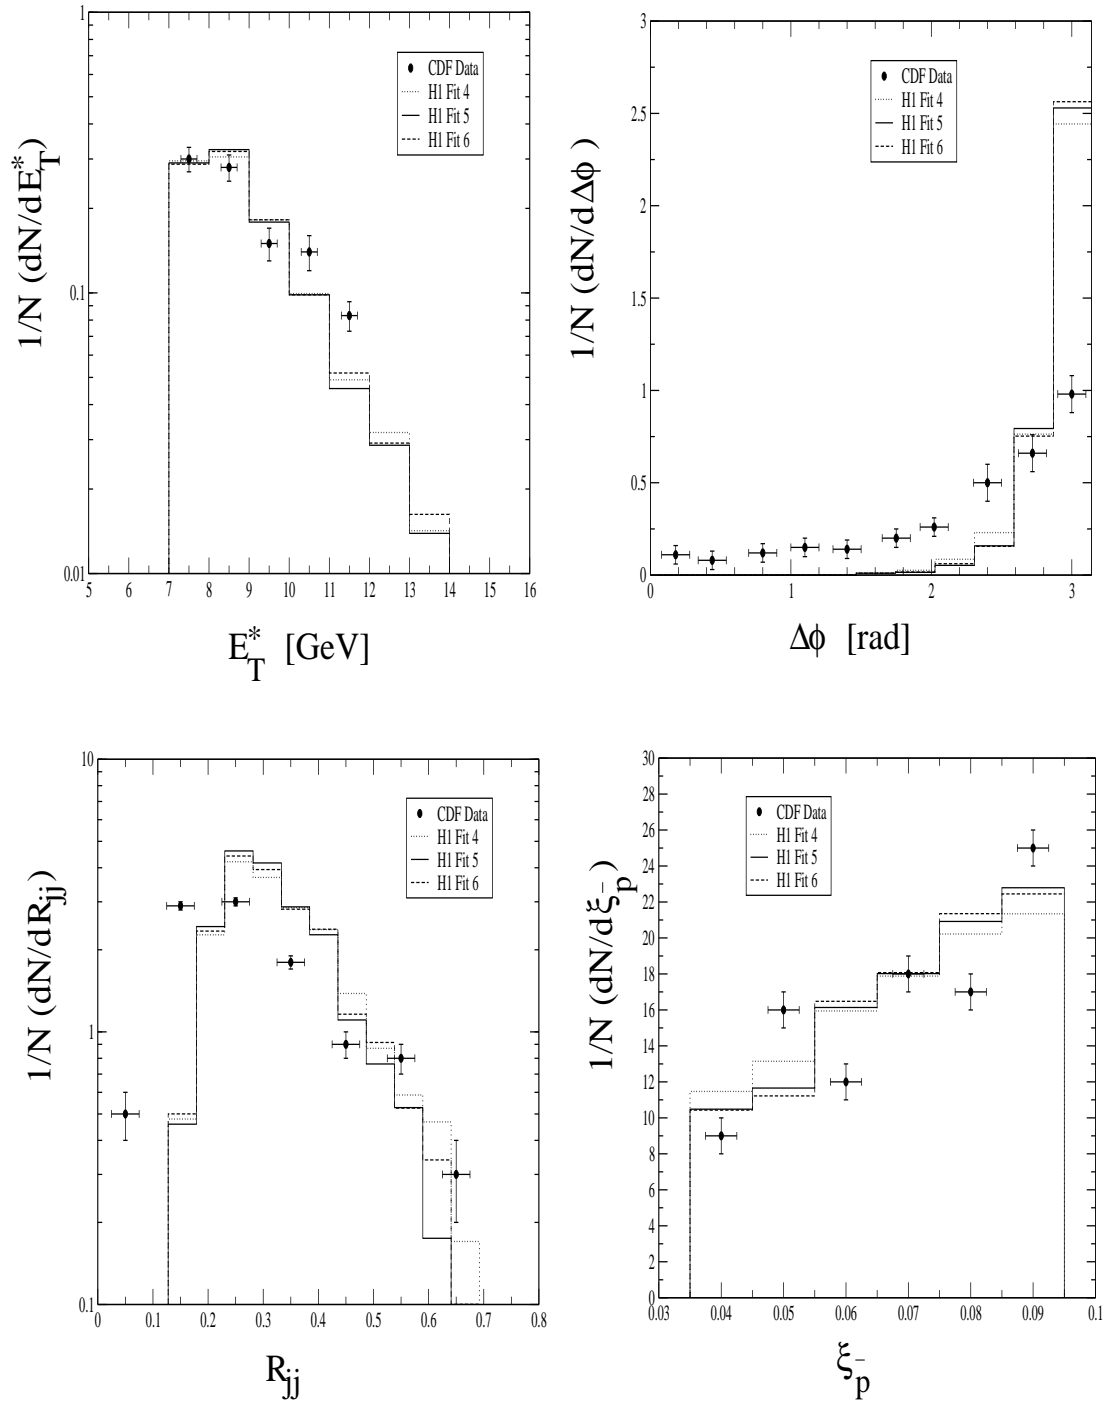 1/N (dN/dE*T)
1
0.1
0.01
CDF Data
H1 Fit 4
H1 Fit 5
H1 Fit 6
5 6 7 8 9 10 11 12 13 14 15 16
E*T [GeV]
1/N (dN/dΔϕ)
3
2.5
2
1.5
1
0.5
0
CDF Data
H1 Fit 4
H1 Fit 5
H1 Fit 6
0 1 2 3
Δϕ [rad]
1/N (dN/dRjj)
10
1
0.1
CDF Data
H1 Fit 4
H1 Fit 5
H1 Fit 6
0 0.1 0.2 0.3 0.4 0.5 0.6 0.7 0.8
Rjj
1/N (dN/dξp̄)
30
28
26
24
22
20
18
16
14
12
10
8
6
4
2
0
CDF Data
H1 Fit 4
H1 Fit 5
H1 Fit 6
0.03 0.04 0.05 0.06 0.07 0.08 0.09 0.1
ξp̄